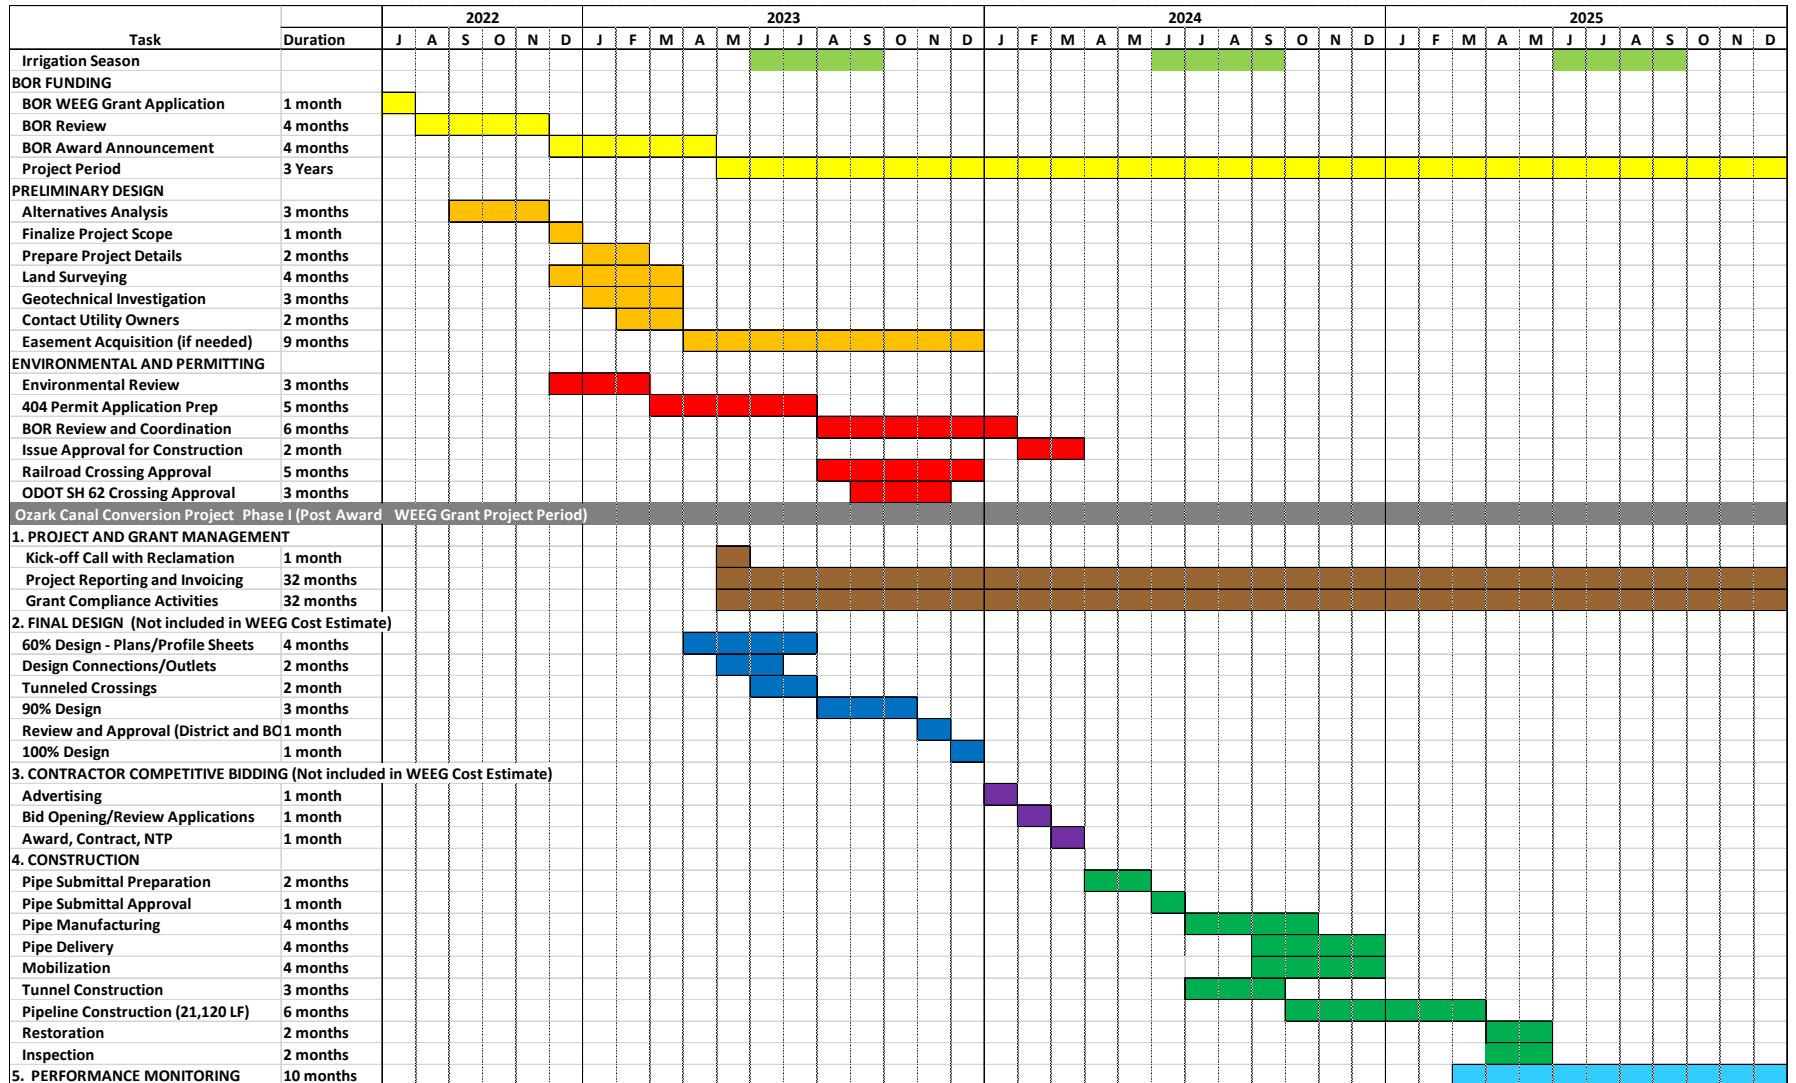 2022 2023 2024 2025
Task Duration J A S O N D J F M A M J J A S O N D J F M A M J J A S O N D J F M A M J J A S O N D
Irrigation Season
BOR FUNDING
BOR WEEG Grant Application 1 month
BOR Review 4 months
BOR Award Announcement 4 months
Project Period 3 Years
PRELIMINARY DESIGN
Alternatives Analysis 3 months
Finalize Project Scope 1 month
Prepare Project Details 2 months
Land Surveying 4 months
Geotechnical Investigation 3 months
Contact Utility Owners 2 months
Easement Acquisition (if needed) 9 months
ENVIRONMENTAL AND PERMITTING
Environmental Review 3 months
404 Permit Application Prep 5 months
BOR Review and Coordination 6 months
Issue Approval for Construction 2 month
Railroad Crossing Approval 5 months
ODOT SH 62 Crossing Approval 3 months
Ozark Canal Conversion Project Phase I (Post Award WEEG Grant Project Period)
1. PROJECT AND GRANT MANAGEMENT
Kick-off Call with Reclamation 1 month
Project Reporting and Invoicing 32 months
Grant Compliance Activities 32 months
2. FINAL DESIGN (Not included in WEEG Cost Estimate)
60% Design - Plans/Profile Sheets 4 months
Design Connections/Outlets 2 months
Tunneled Crossings 2 month
90% Design 3 months
Review and Approval (District and BO 1 month
100% Design 1 month
3. CONTRACTOR COMPETITIVE BIDDING (Not included in WEEG Cost Estimate)
Advertising 1 month
Bid Opening/Review Applications 1 month
Award, Contract, NTP 1 month
4. CONSTRUCTION
Pipe Submittal Preparation 2 months
Pipe Submittal Approval 1 month
Pipe Manufacturing 4 months
Pipe Delivery 4 months
Mobilization 4 months
Tunnel Construction 3 months
Pipeline Construction (21,120 LF) 6 months
Restoration 2 months
Inspection 2 months
5. PERFORMANCE MONITORING 10 months